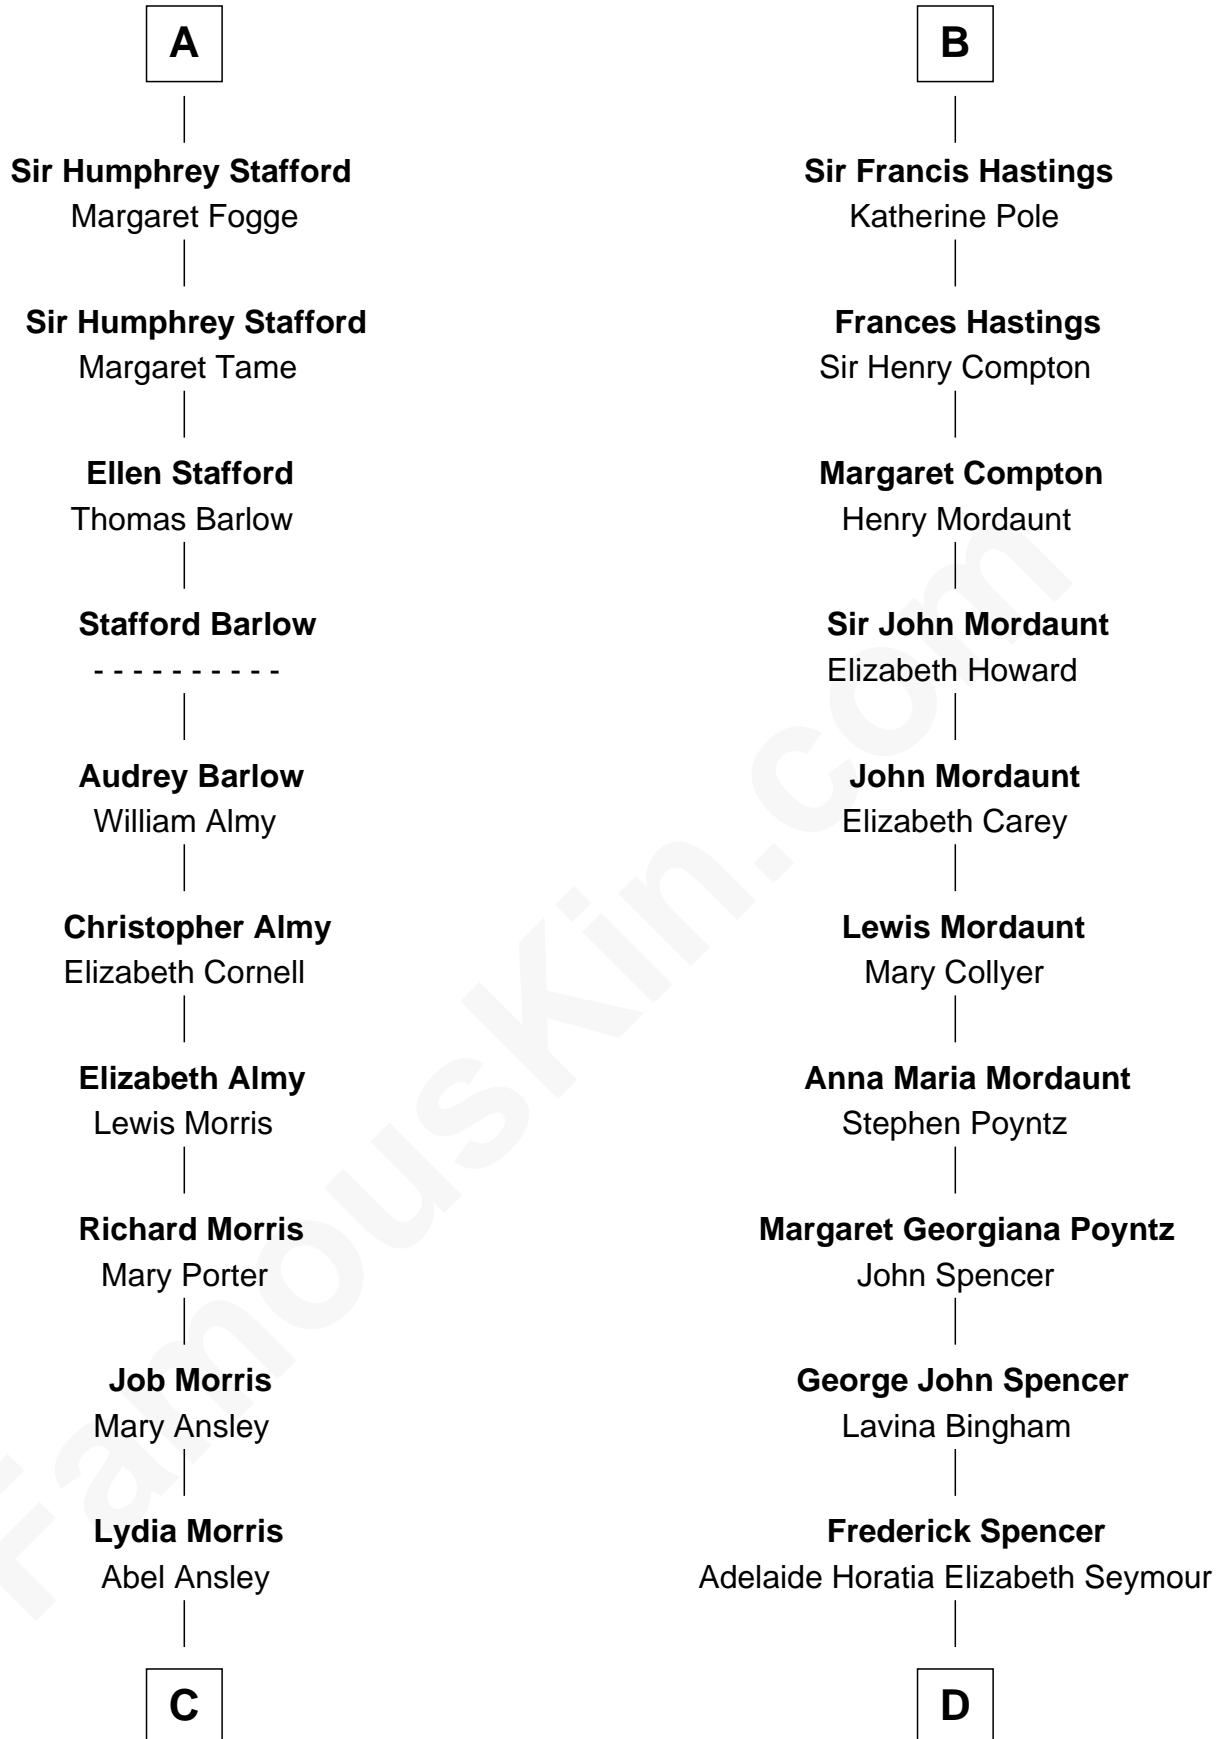 A
Sir Humphrey Stafford
Margaret Fogge
Sir Humphrey Stafford
Margaret Tame
Ellen Stafford
Thomas Barlow
Stafford Barlow
- - - - - - - - - -
Audrey Barlow
William Almy
Christopher Almy
Elizabeth Cornell
Elizabeth Almy
Lewis Morris
Richard Morris
Mary Porter
Job Morris
Mary Ansley
Lydia Morris
Abel Ansley
C
B
Sir Francis Hastings
Katherine Pole
Frances Hastings
Sir Henry Compton
Margaret Compton
Henry Mordaunt
Sir John Mordaunt
Elizabeth Howard
John Mordaunt
Elizabeth Carey
Lewis Mordaunt
Mary Collyer
Anna Maria Mordaunt
Stephen Poyntz
Margaret Georgiana Poyntz
John Spencer
George John Spencer
Lavina Bingham
Frederick Spencer
Adelaide Horatia Elizabeth Seymour
D
FamousKin.com